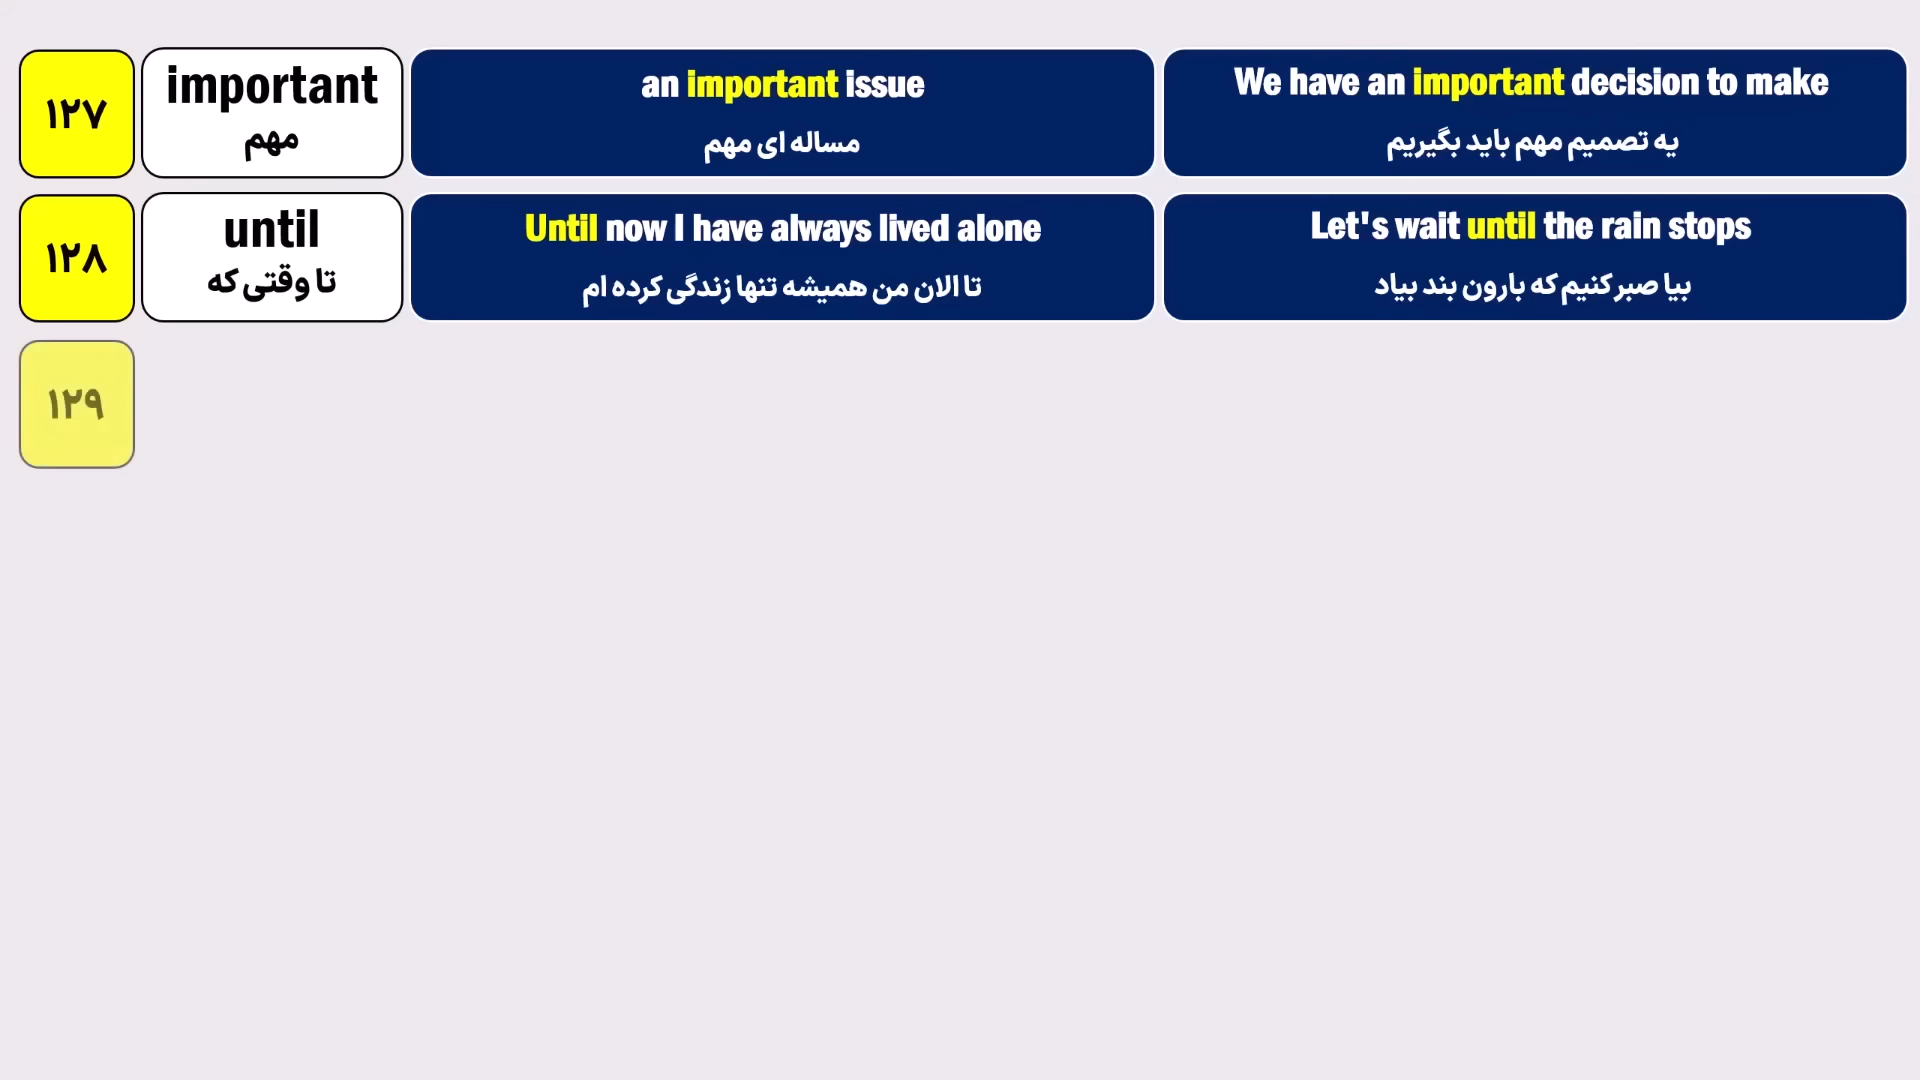 ۱۲۷
important
مهم
an important issue
مساله ای مهم
We have an important decision to make
یه تصمیم مهم باید بگیریم
۱۲۸
until
تا وقتی که
Until now I have always lived alone
تا الان من همیشه تنها زندگی کرده ام
Let's wait until the rain stops
بیا صبر کنیم که بارون بند بیاد
۱۲۹